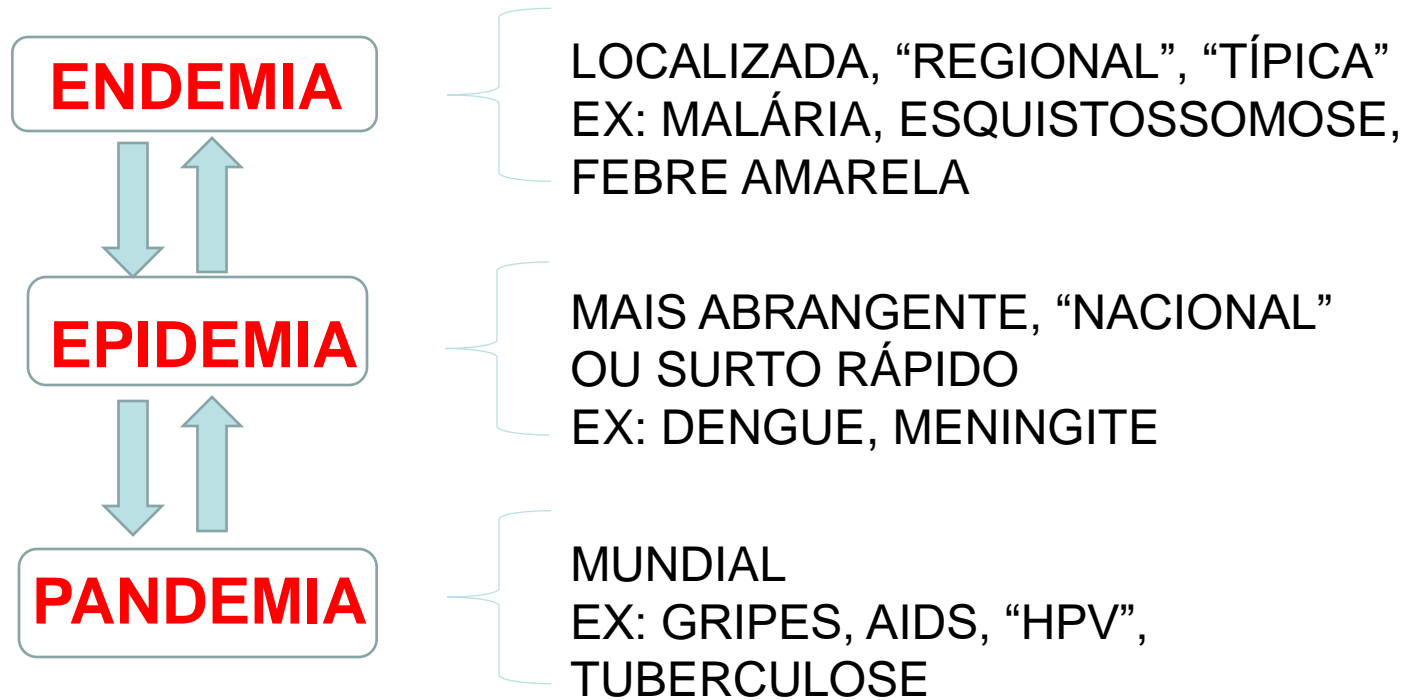 ENDEMIA
LOCALIZADA, “REGIONAL”, “TÍPICA”
EX: MALÁRIA, ESQUISTOSSOMOSE,
FEBRE AMARELA
EPIDEMIA
MAIS ABRANGENTE, “NACIONAL”
OU SURTO RÁPIDO
EX: DENGUE, MENINGITE
PANDEMIA
MUNDIAL
EX: GRIPES, AIDS, “HPV”,
TUBERCULOSE